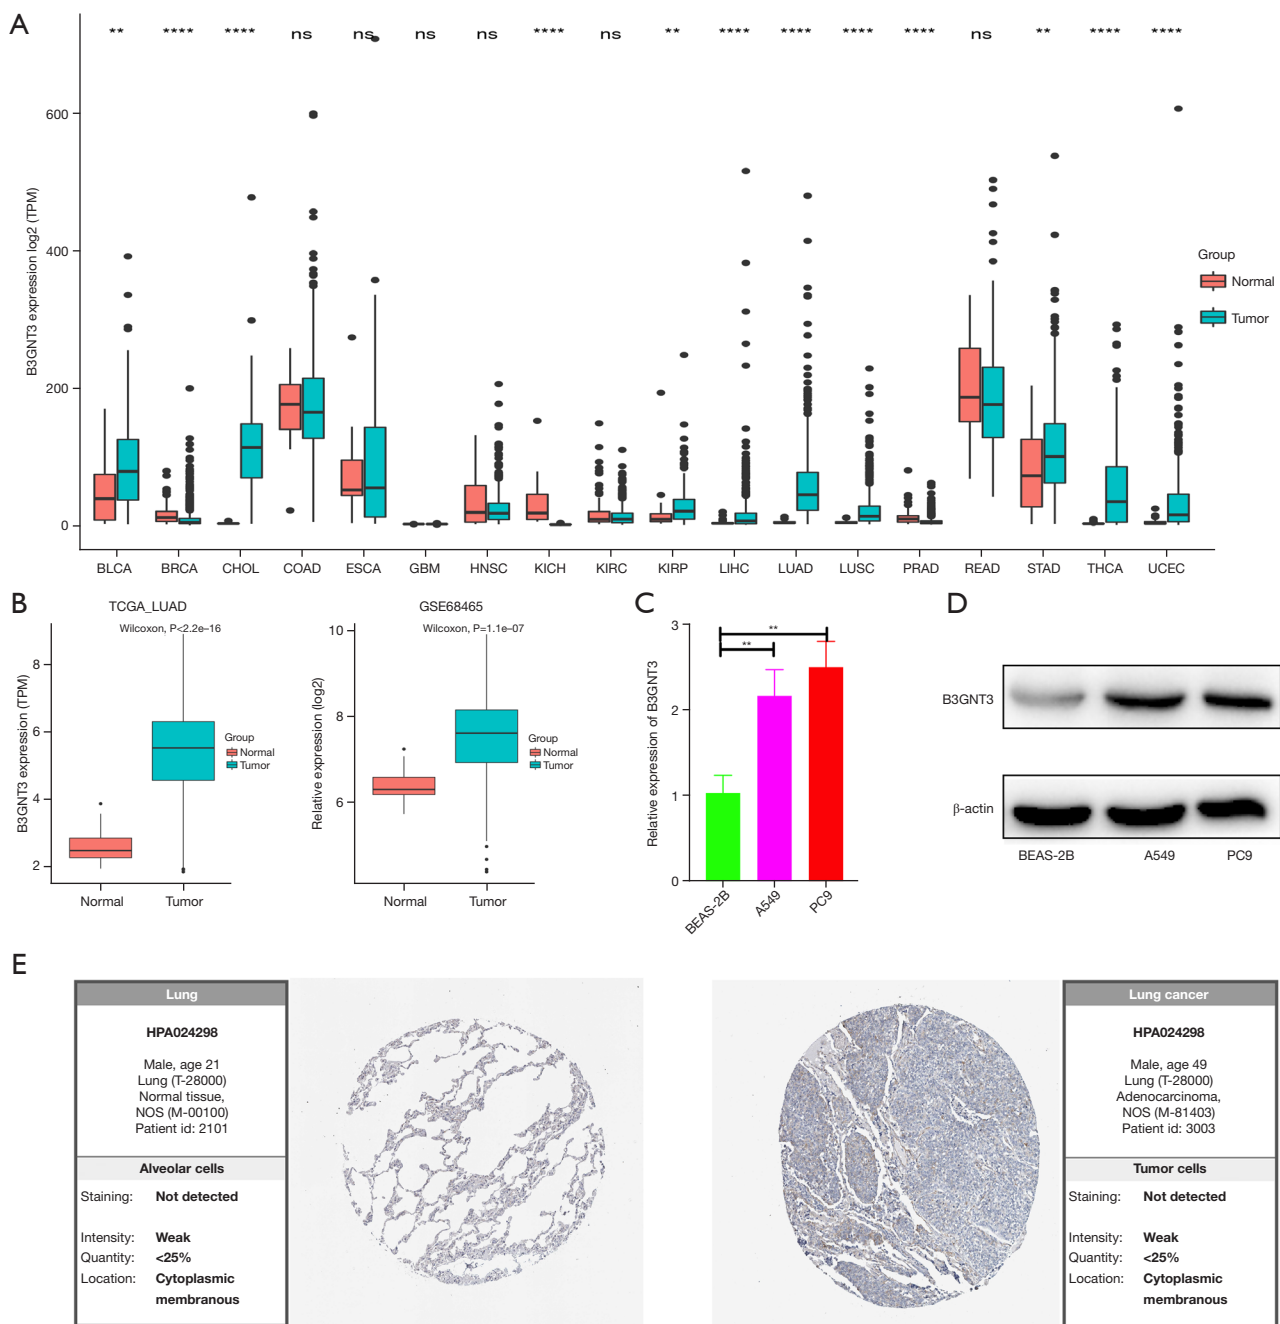 A
** **** **** ns ns ns ns **** ns ** **** **** **** **** ns ** **** ****
B3GNT3 expression log2 (TPM)
600
400
200
0
Group
Normal
Tumor
BLCA BRCA CHOL COAD ESCA GBM HNSC KICH KIRC KIRP LIHC LUAD LUSC PRAD READ STAD THCA UCEC
B
TCGA_LUAD
Wilcoxon, P<2.2e–16
B3GNT3 expression (TPM)
8
6
4
2
Normal Tumor
Group
Normal
Tumor
GSE68465
Wilcoxon, P=1.1e–07
Relative expression (log2)
10
8
6
Normal Tumor
Group
Normal
Tumor
C
Relative expression of B3GNT3
3
2
1
0
**
**
BEAS-2B A549 PC9
D
B3GNT3
β-actin
BEAS-2B A549 PC9
E
Lung
HPA024298
Male, age 21
Lung (T-28000)
Normal tissue,
NOS (M-00100)
Patient id: 2101
Alveolar cells
Staining: Not detected
Intensity: Weak
Quantity: <25%
Location: Cytoplasmic
membranous
Lung cancer
HPA024298
Male, age 49
Lung (T-28000)
Adenocarcinoma,
NOS (M-81403)
Patient id: 3003
Tumor cells
Staining: Not detected
Intensity: Weak
Quantity: <25%
Location: Cytoplasmic
membranous